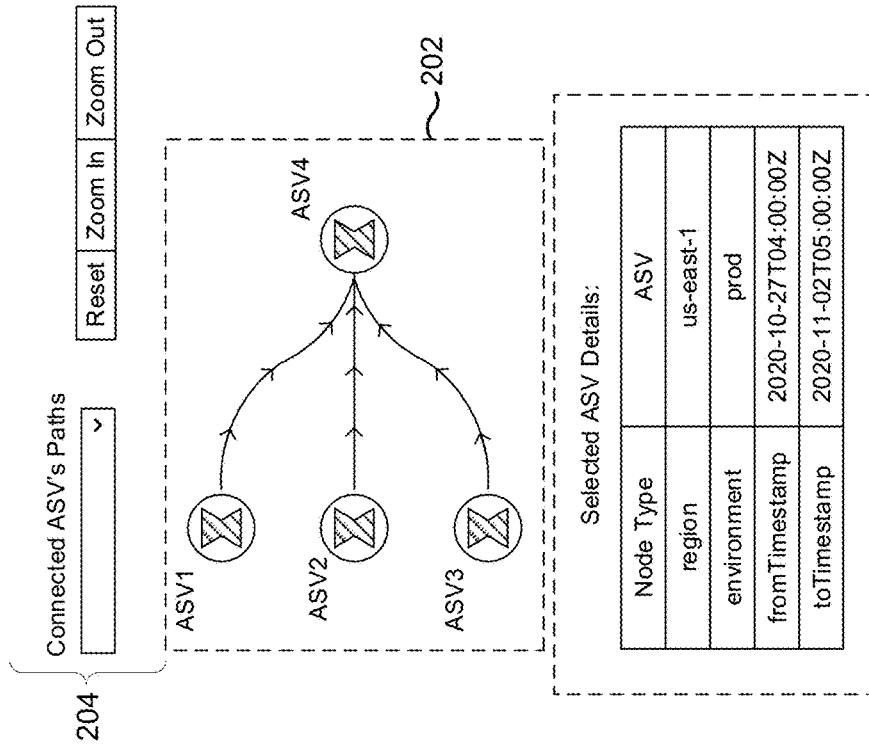 204
Connected ASV's Paths
Reset Zoom In Zoom Out
ASV1
ASV2
ASV3
ASV4
202
Selected ASV Details:
Node Type ASV
region us-east-1
environment prod
fromTimestamp 2020-10-27T04:00:00Z
toTimestamp 2020-11-02T05:00:00Z